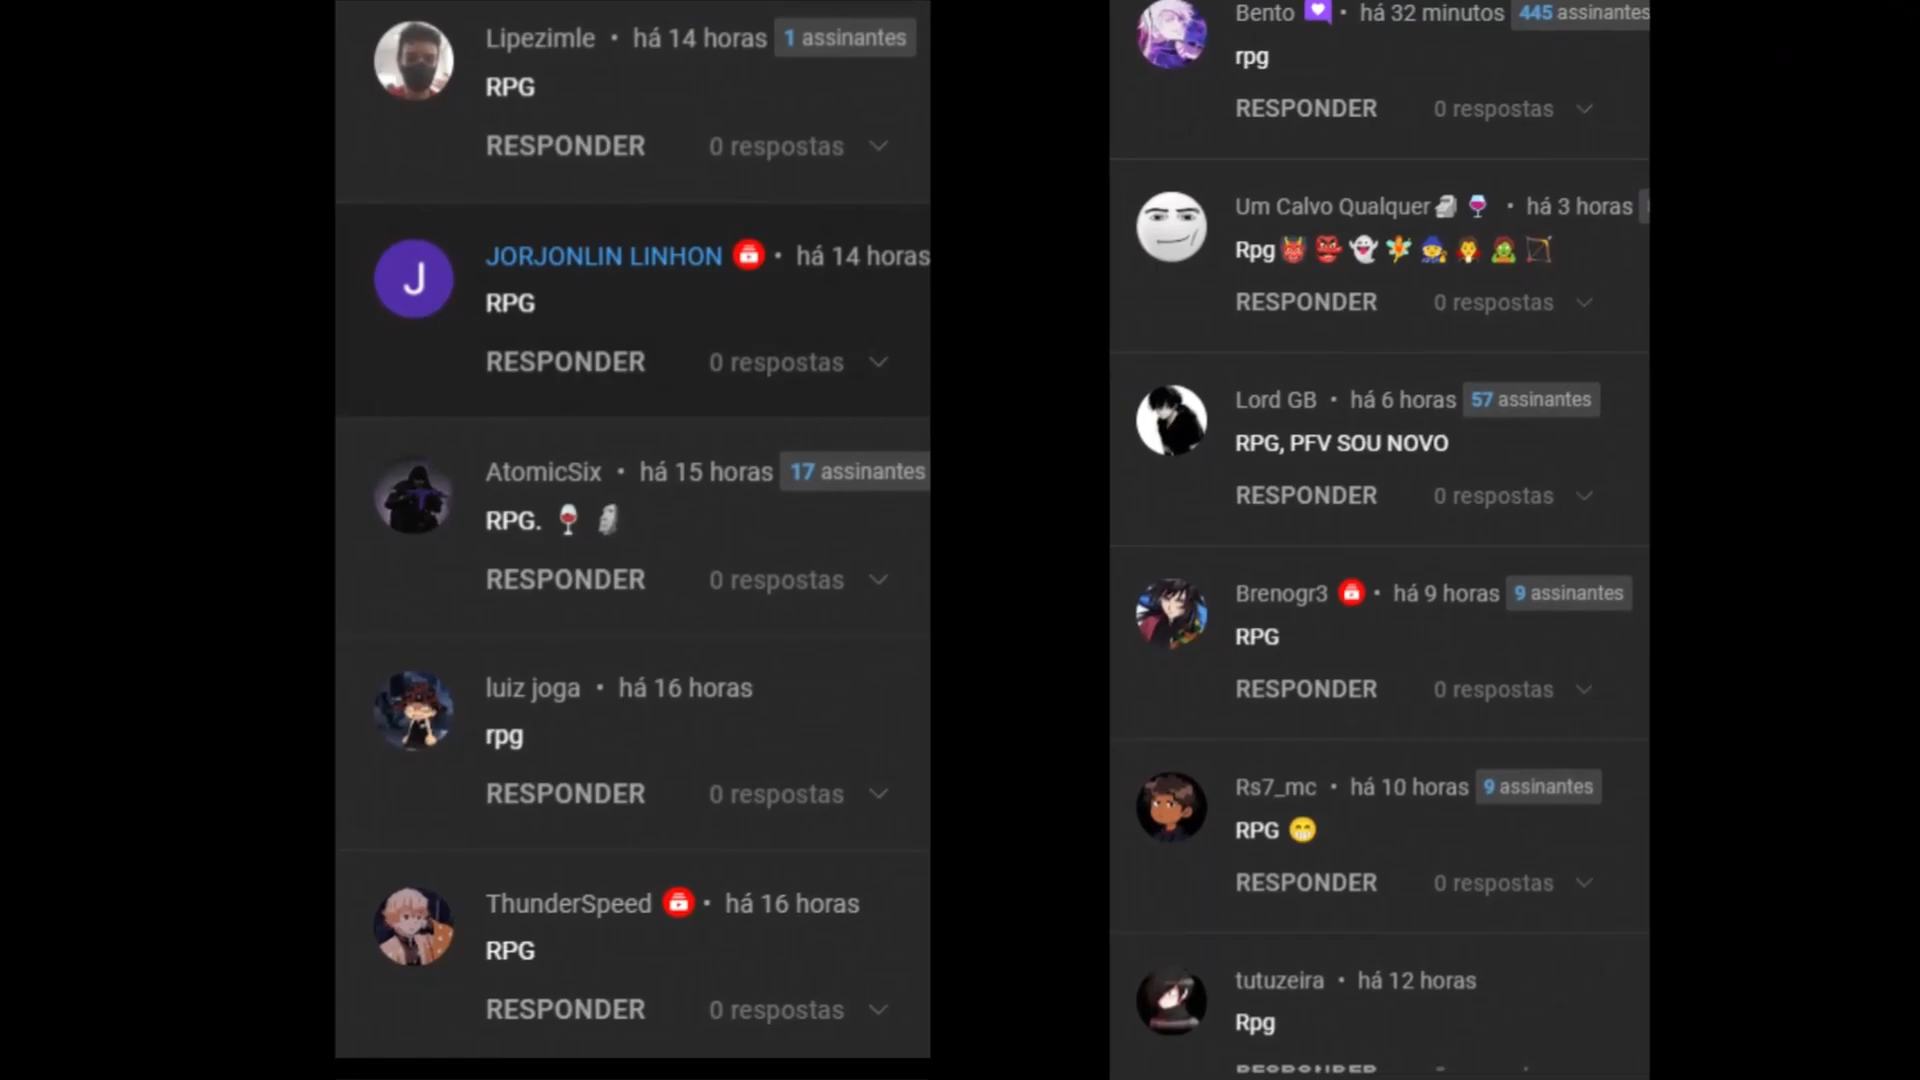 Lipezimle • há 14 horas 1 assinantes
RPG
RESPONDER 0 respostas
J
JORJONLIN LINHON • há 14 horas
RPG
RESPONDER 0 respostas
AtomicSix • há 15 horas 17 assinantes
RPG. 🍷 🗿
RESPONDER 0 respostas
luiz joga • há 16 horas
rpg
RESPONDER 0 respostas
ThunderSpeed • há 16 horas
RPG
RESPONDER 0 respostas
Bento • há 32 minutos 445 assinantes
rpg
RESPONDER 0 respostas
Um Calvo Qualquer🗿🍷 • há 3 horas
Rpg👹👺👻🧚🧙🧛🧟🏹
RESPONDER 0 respostas
Lord GB • há 6 horas 57 assinantes
RPG, PFV SOU NOVO
RESPONDER 0 respostas
Brenogr3 • há 9 horas 9 assinantes
RPG
RESPONDER 0 respostas
Rs7_mc • há 10 horas 9 assinantes
RPG 😁
RESPONDER 0 respostas
tutuzeira • há 12 horas
Rpg
RESPONDER